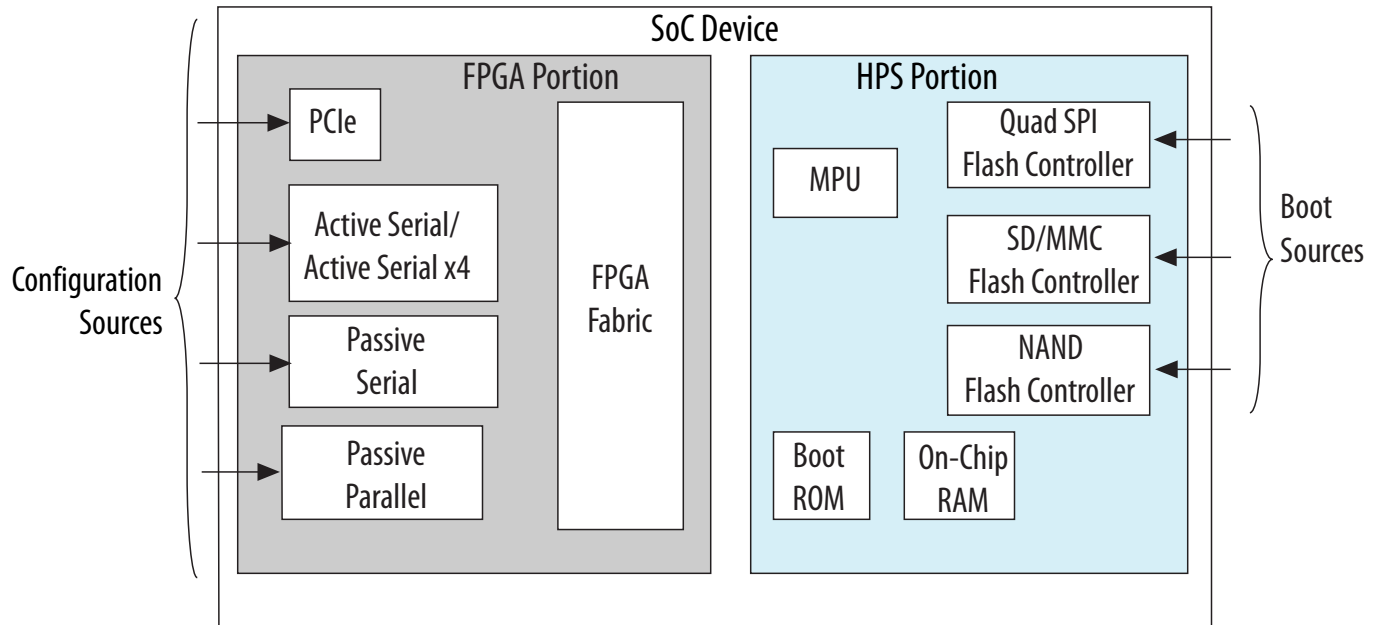 SoC Device
FPGA Portion
PCIe
Active Serial/
Active Serial x4
Passive
Serial
Passive
Parallel
FPGA
Fabric
Configuration
Sources
HPS Portion
MPU
Quad SPI
Flash Controller
SD/MMC
Flash Controller
NAND
Flash Controller
Boot
ROM
On-Chip
RAM
Boot
Sources